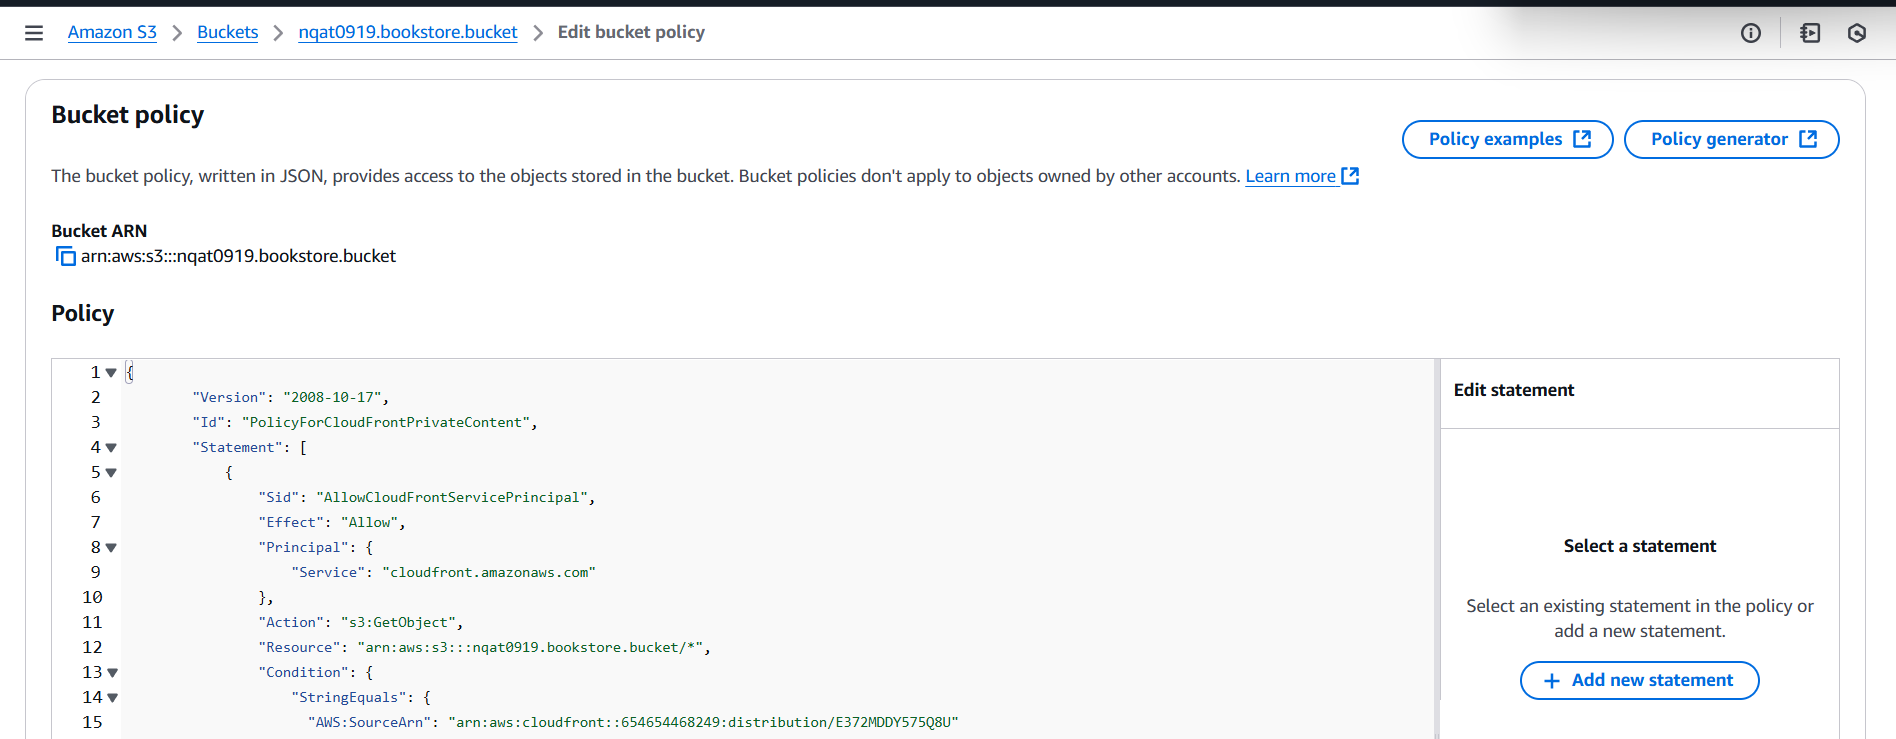 Amazon S3 > Buckets > nqat0919.bookstore.bucket > Edit bucket policy
Bucket policy
Policy examples
Policy generator
The bucket policy, written in JSON, provides access to the objects stored in the bucket. Bucket policies don't apply to objects owned by other accounts. Learn more
Bucket ARN
arn:aws:s3:::nqat0919.bookstore.bucket
Policy
1 {
2 "Version": "2008-10-17",
3 "Id": "PolicyForCloudFrontPrivateContent",
4 "Statement": [
5 {
6 "Sid": "AllowCloudFrontServicePrincipal",
7 "Effect": "Allow",
8 "Principal": {
9 "Service": "cloudfront.amazonaws.com"
10 },
11 "Action": "s3:GetObject",
12 "Resource": "arn:aws:s3:::nqat0919.bookstore.bucket/*",
13 "Condition": {
14 "StringEquals": {
15 "AWS:SourceArn": "arn:aws:cloudfront::654654468249:distribution/E372MDDY575Q8U"
Edit statement
Select a statement
Select an existing statement in the policy or
add a new statement.
+ Add new statement